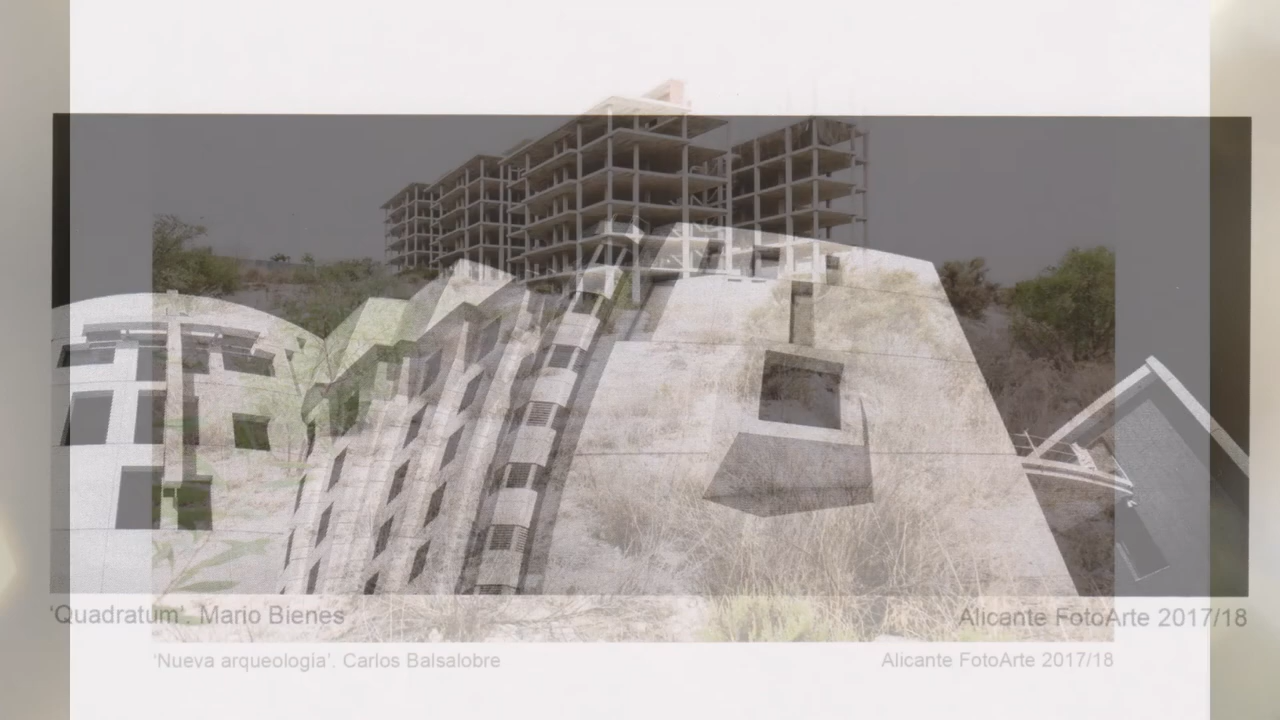 'Quadratum'. Mario Bienes
Alicante FotoArte 2017/18
'Nueva arqueología'. Carlos Balsalobre
Alicante FotoArte 2017/18